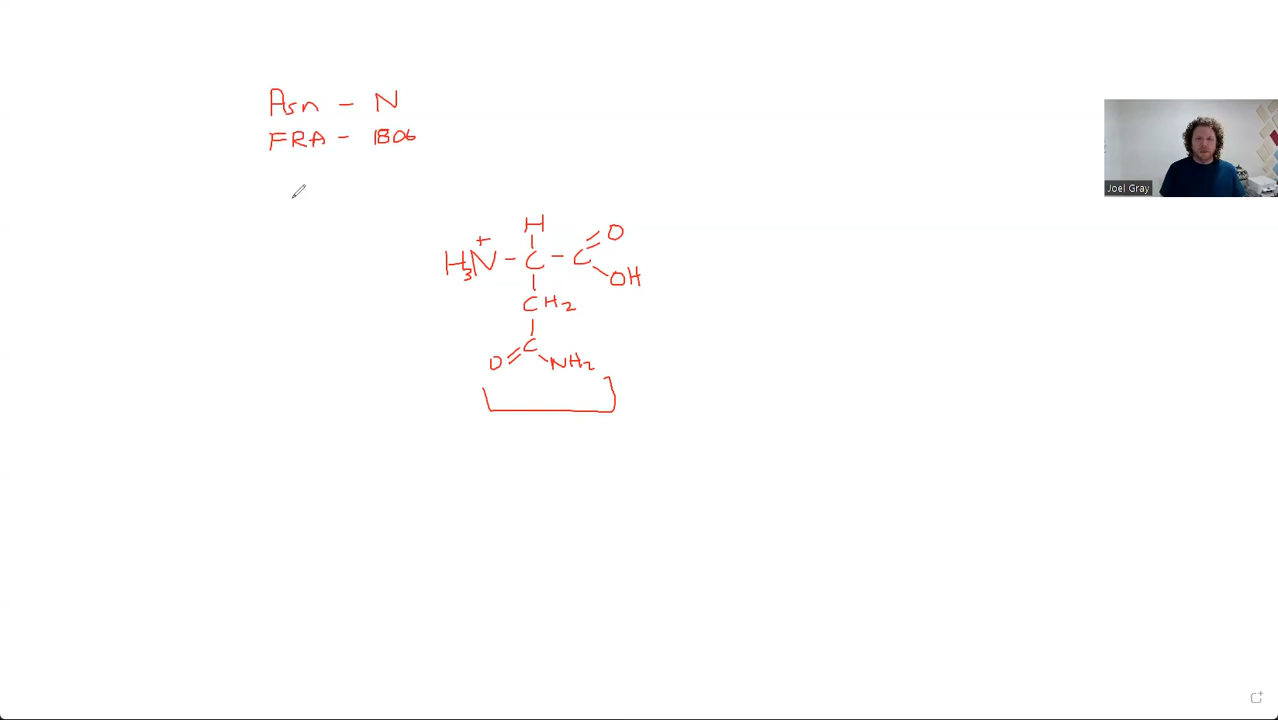 Asn - N
FRA - 1806
Joel Gray
H
O
H3N+ - C - C
OH
CH2
C
O
NH2